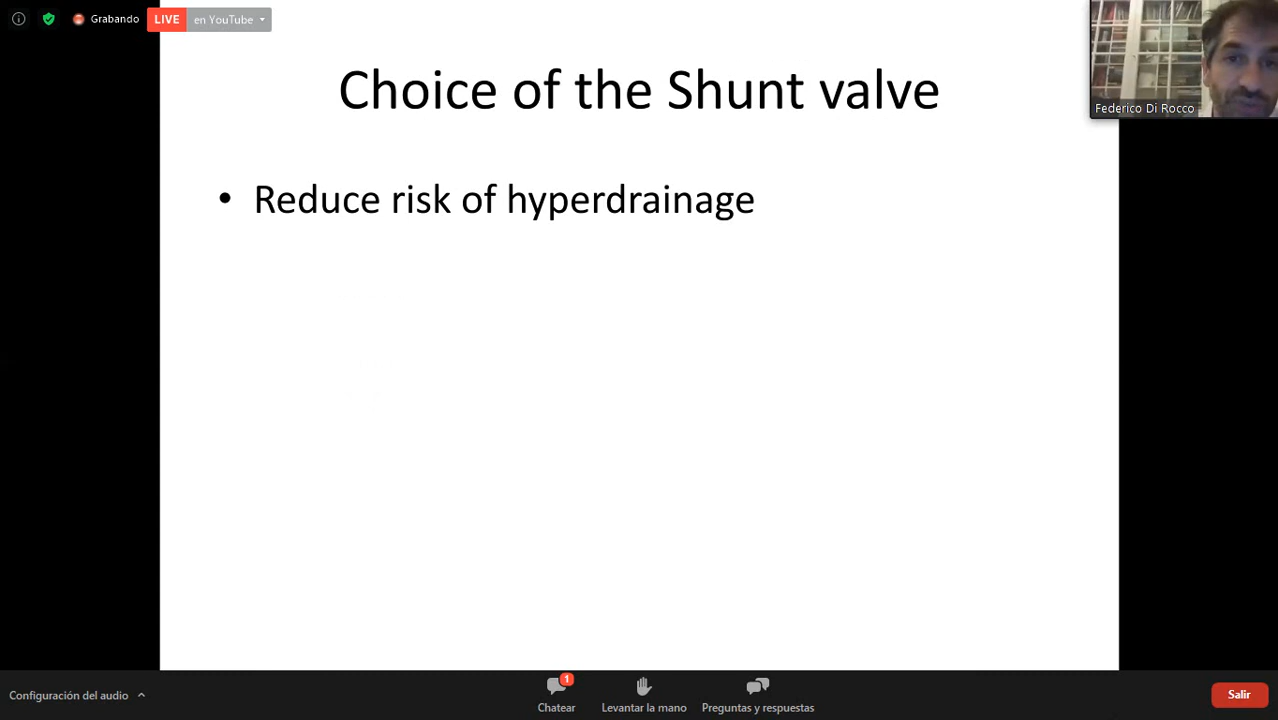 Grabando
LIVE
en YouTube
Choice of the Shunt valve
Federico Di Rocco
• Reduce risk of hyperdrainage
Configuración del audio
1
Chatear
Levantar la mano
Preguntas y respuestas
Salir